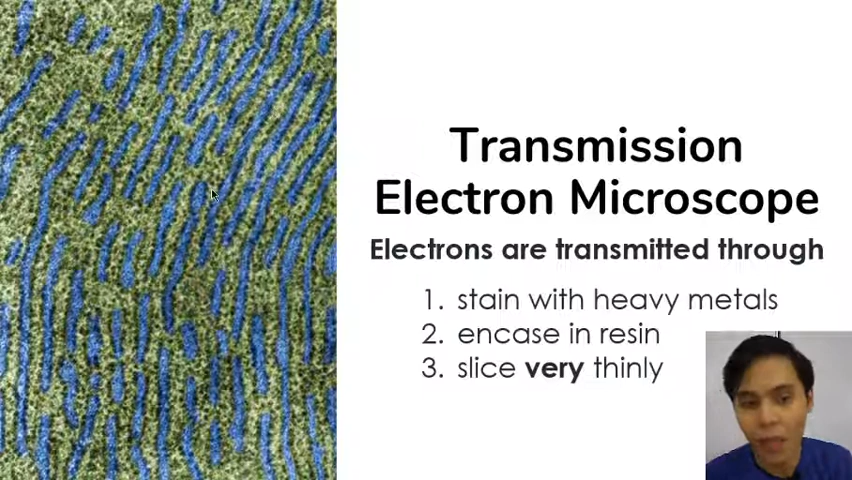 Transmission
Electron Microscope
Electrons are transmitted through
1. stain with heavy metals
2. encase in resin
3. slice very thinly